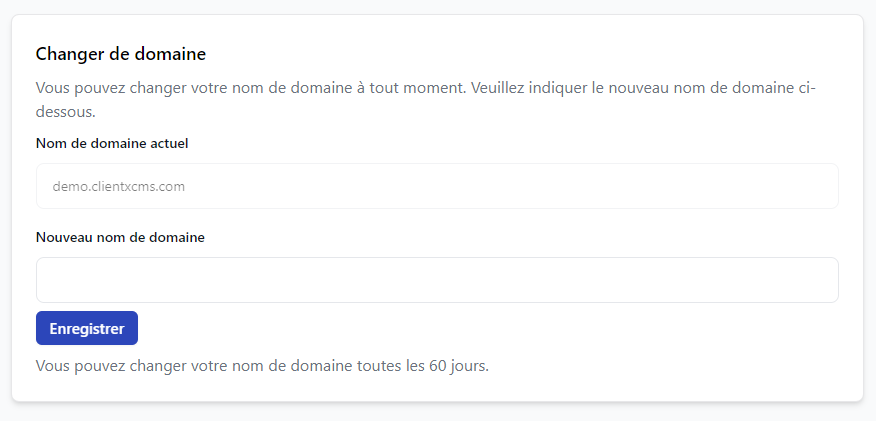 Changer de domaine
Vous pouvez changer votre nom de domaine à tout moment. Veuillez indiquer le nouveau nom de domaine ci-
dessous.
Nom de domaine actuel
demo.clientxcms.com
Nouveau nom de domaine
Enregistrer
Vous pouvez changer votre nom de domaine toutes les 60 jours.